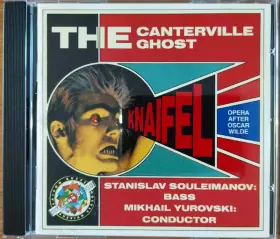 THE CANTERVILLE
GHOST
KNAIFEL
OPERA
AFTER
OSCAR
WILDE
STANISLAV SOULEIMANOV:
BASS
MIKHAIL YUROVSKI:
CONDUCTOR